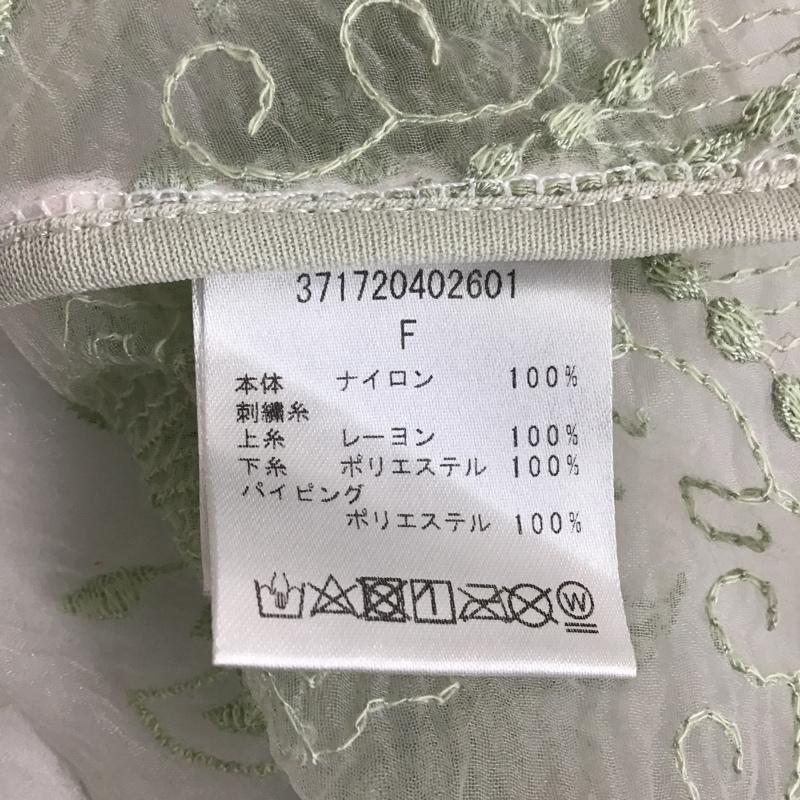 371720402601
F
本体 ナイロン 100%
刺繍糸
上糸 レーヨン 100%
下糸 ポリエステル 100%
パイピング
ポリエステル 100%
W